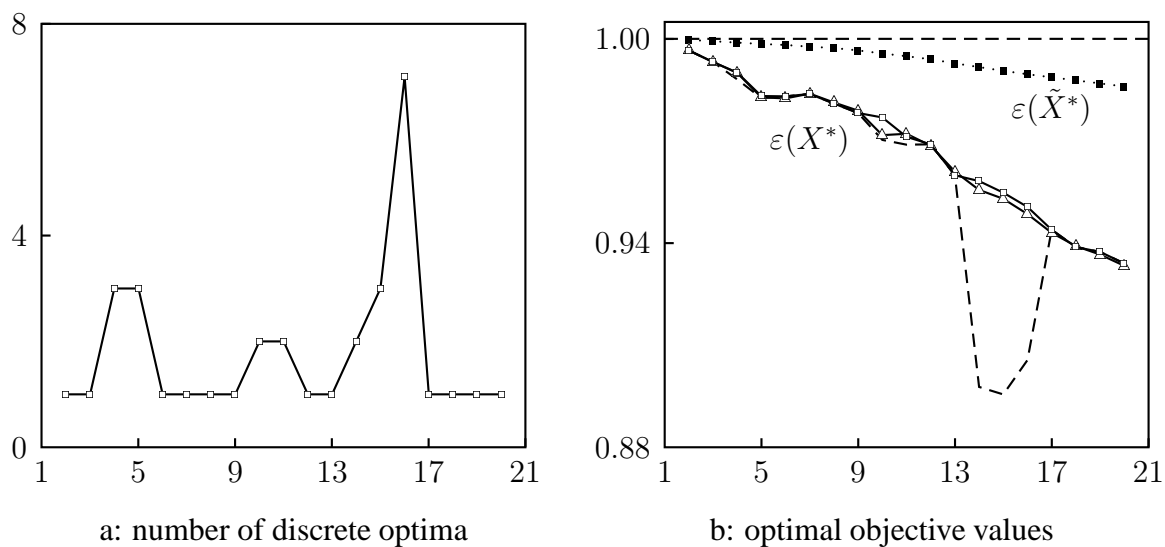 8
4
0
1 5 9 13 17 21
a: number of discrete optima
1.00
0.94
0.88
ε(X̃*)
ε(X*)
1 5 9 13 17 21
b: optimal objective values